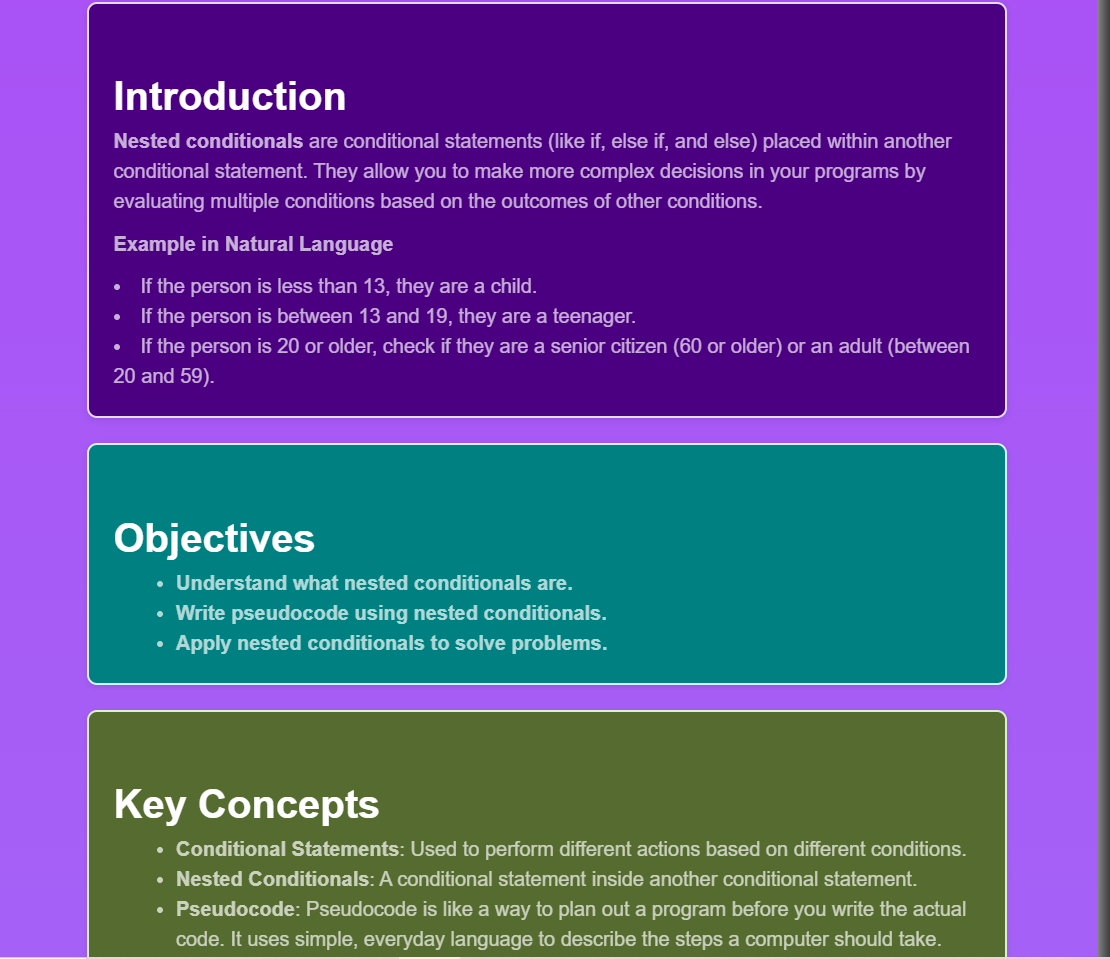 Introduction
Nested conditionals are conditional statements (like if, else if, and else) placed within another
conditional statement. They allow you to make more complex decisions in your programs by
evaluating multiple conditions based on the outcomes of other conditions.
Example in Natural Language
• If the person is less than 13, they are a child.
• If the person is between 13 and 19, they are a teenager.
• If the person is 20 or older, check if they are a senior citizen (60 or older) or an adult (between
20 and 59).
Objectives
• Understand what nested conditionals are.
• Write pseudocode using nested conditionals.
• Apply nested conditionals to solve problems.
Key Concepts
• Conditional Statements: Used to perform different actions based on different conditions.
• Nested Conditionals: A conditional statement inside another conditional statement.
• Pseudocode: Pseudocode is like a way to plan out a program before you write the actual
code. It uses simple, everyday language to describe the steps a computer should take.